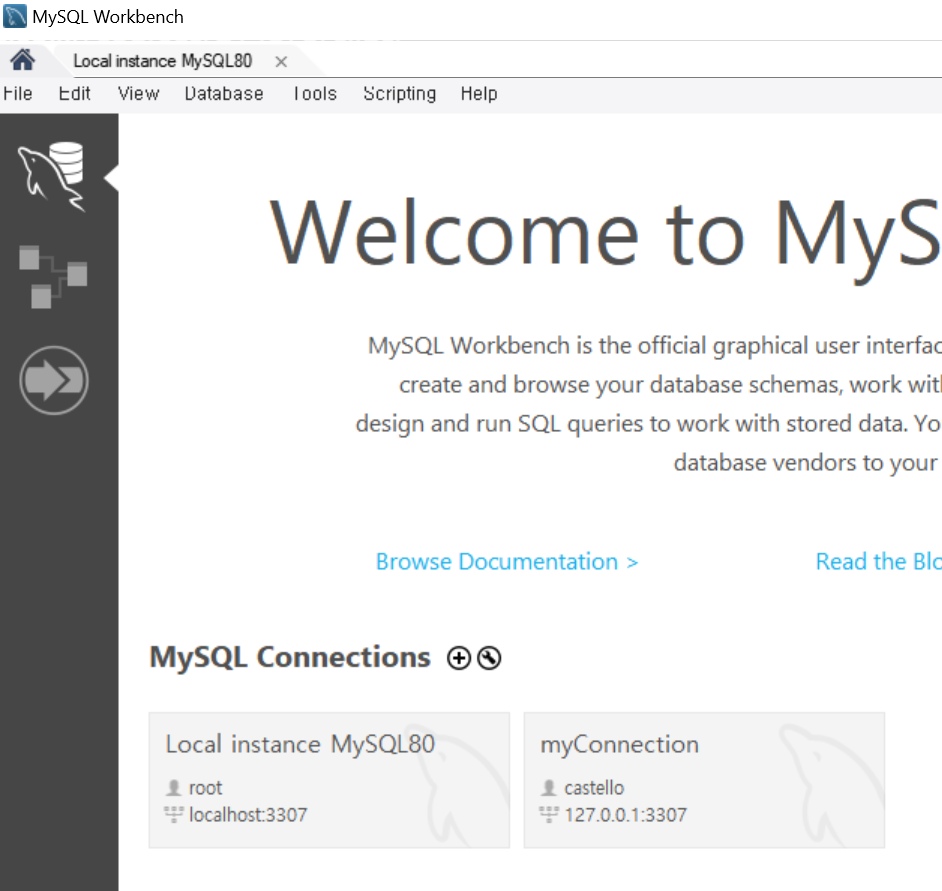 MySQL Workbench
Local instance MySQL80
File Edit View Database Tools Scripting Help
Welcome to MyS
MySQL Workbench is the official graphical user interfac
create and browse your database schemas, work with
design and run SQL queries to work with stored data. Yo
database vendors to your
Browse Documentation > Read the Blo
MySQL Connections
Local instance MySQL80
root
localhost:3307
myConnection
castello
127.0.0.1:3307